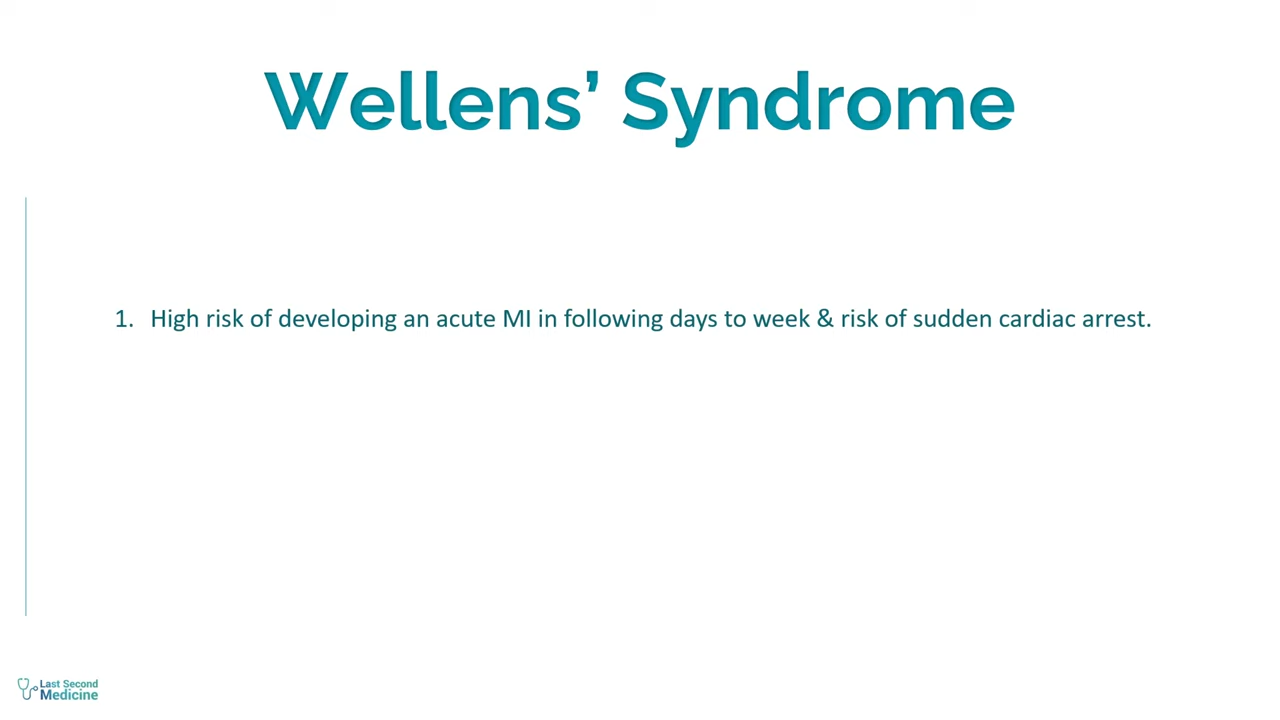 Wellens’ Syndrome
1. High risk of developing an acute MI in following days to week & risk of sudden cardiac arrest.
Last Second
Medicine